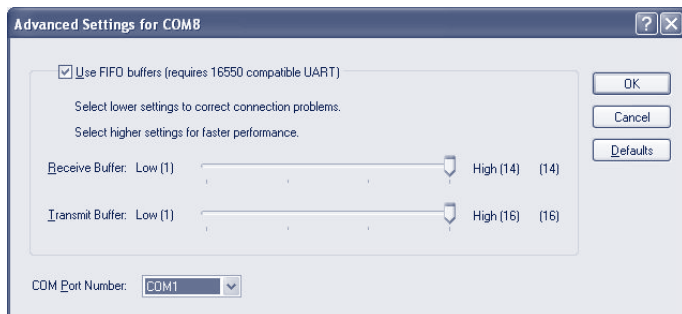 Advanced Settings for COM8
Use FIFO buffers (requires 16550 compatible UART)
OK
Select lower settings to correct connection problems.
Cancel
Select higher settings for faster performance.
Defaults
Receive Buffer: Low (1) High (14) (14)
Transmit Buffer: Low (1) High (16) (16)
COM Port Number: COM1